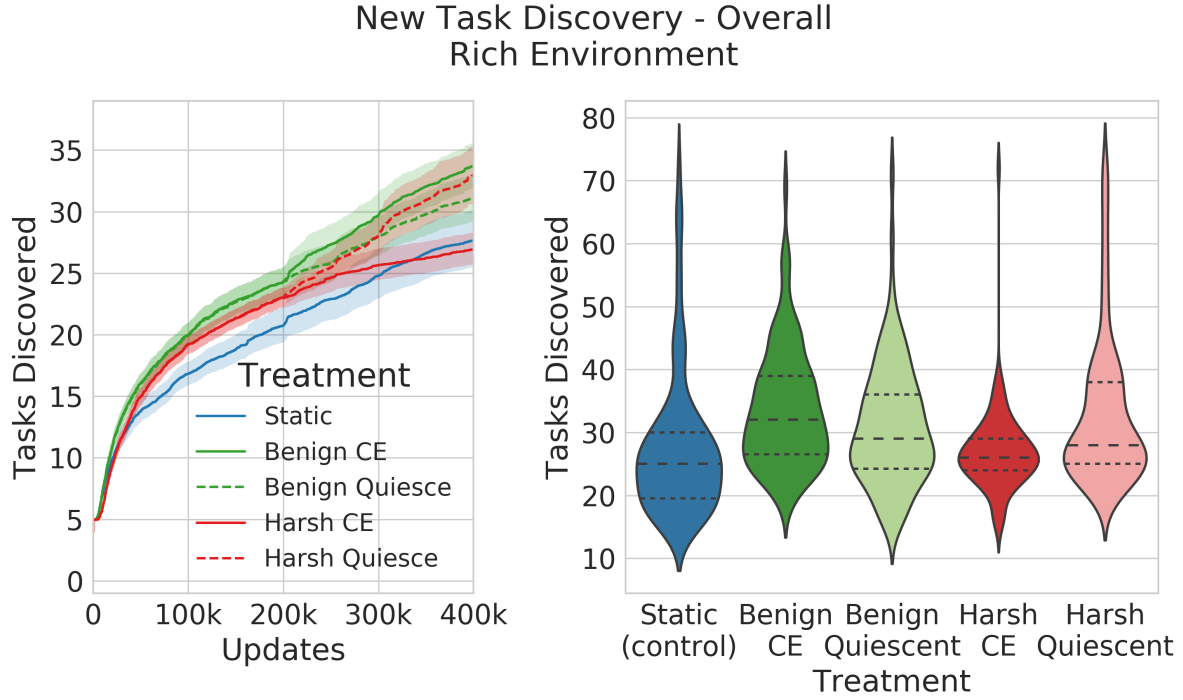 New Task Discovery - Overall
Rich Environment
Tasks Discovered
35
30
25
20
15
10
5
0
0
100k
200k
300k
400k
Updates
Treatment
Static
Benign CE
Benign Quiesce
Harsh CE
Harsh Quiesce
Tasks Discovered
80
70
60
50
40
30
20
10
Static
(control)
Benign
CE
Benign
Quiescent
Harsh
CE
Harsh
Quiescent
Treatment